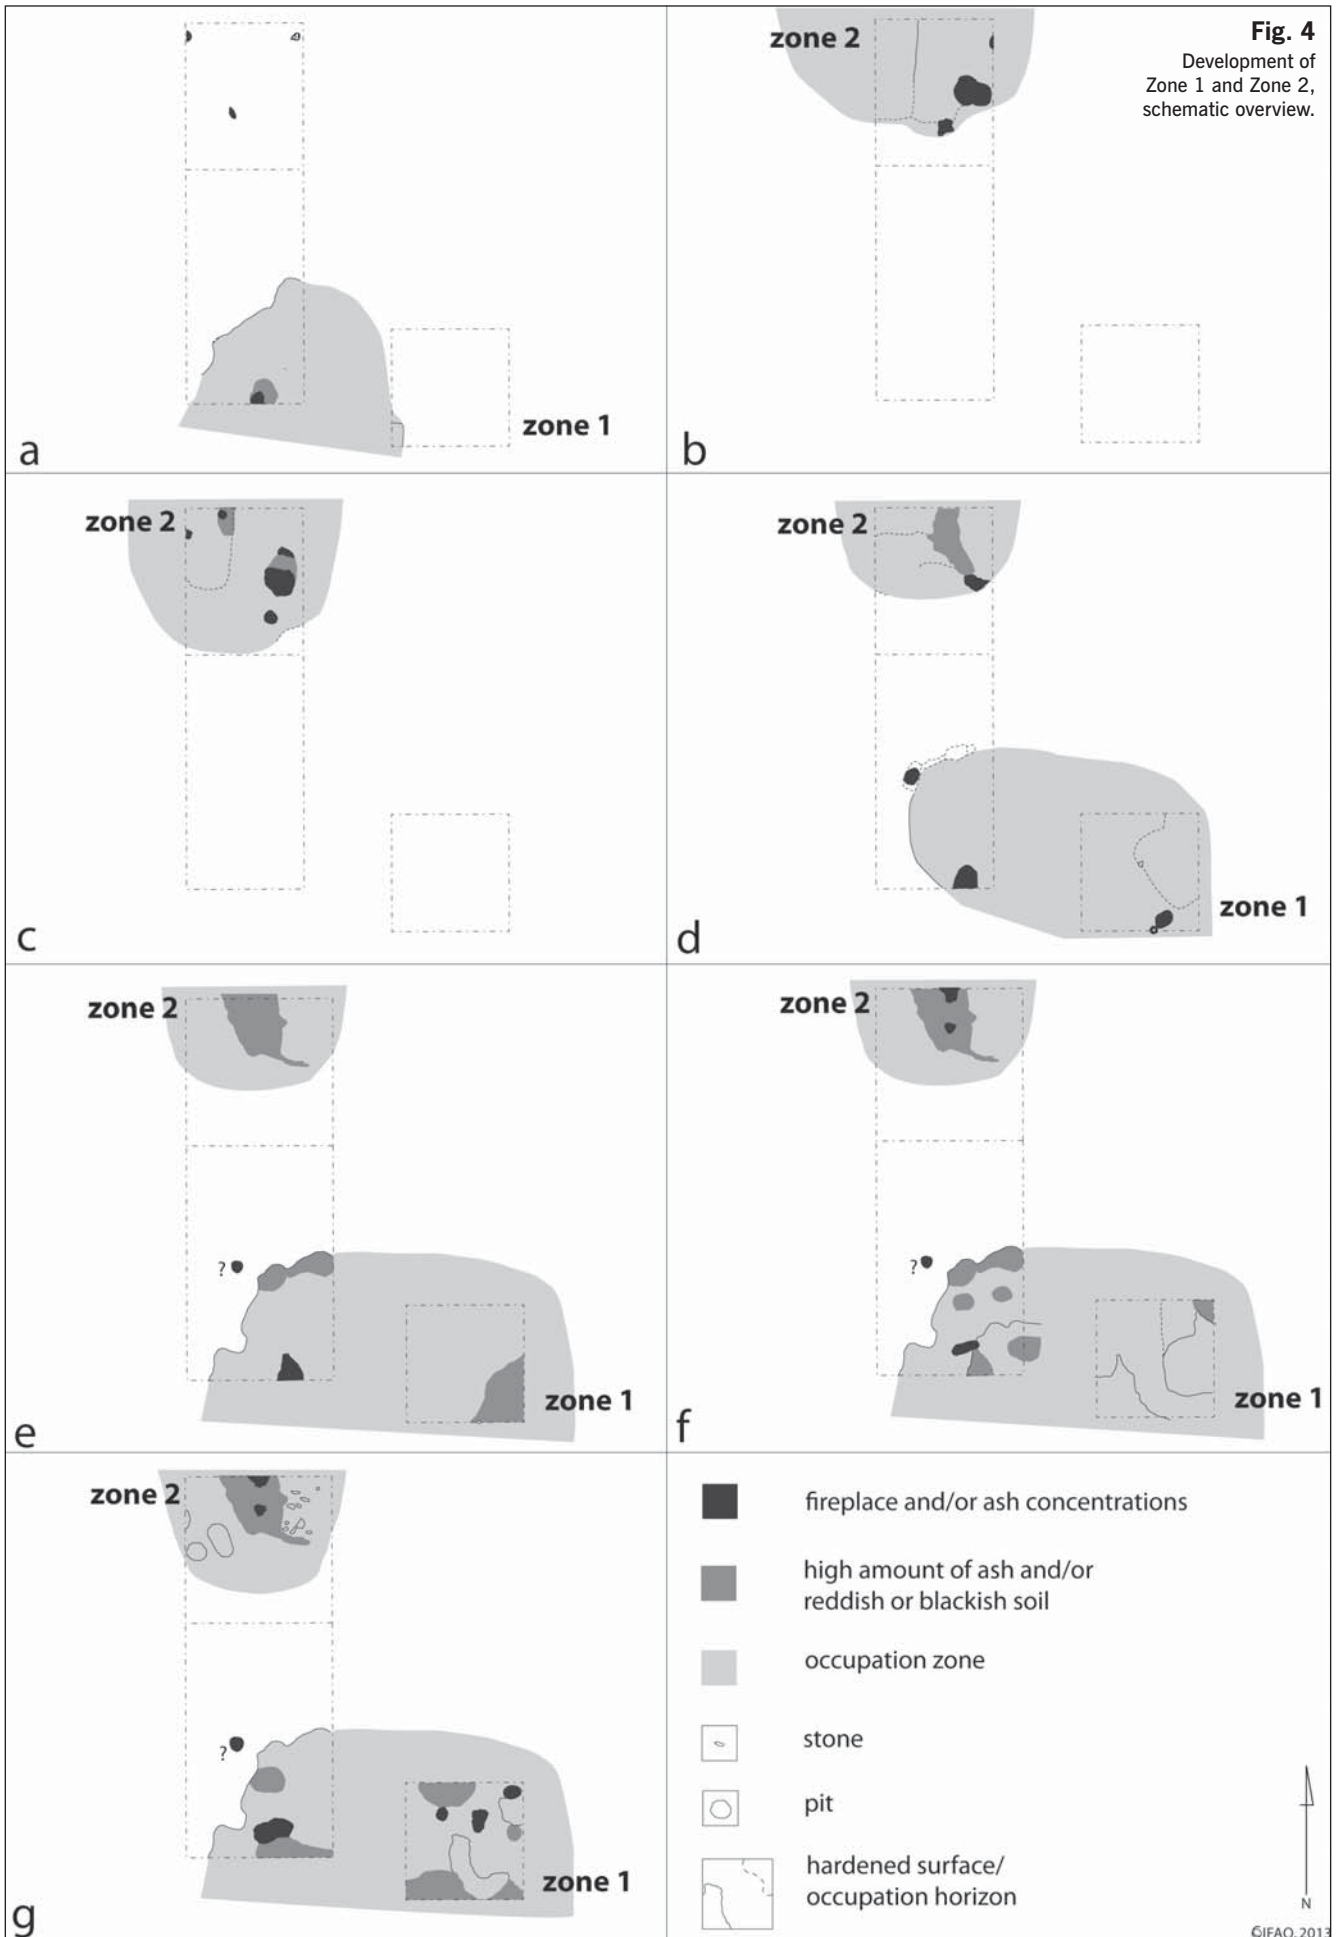 Fig. 4
Development of
Zone 1 and Zone 2,
schematic overview.
zone 1
a
zone 2
b
zone 2
c
zone 2
zone 1
d
zone 2
?
zone 1
e
zone 2
?
zone 1
f
zone 2
?
zone 1
g
fireplace and/or ash concentrations
high amount of ash and/or
reddish or blackish soil
occupation zone
stone
pit
hardened surface/
occupation horizon
N
©IFAO, 2013